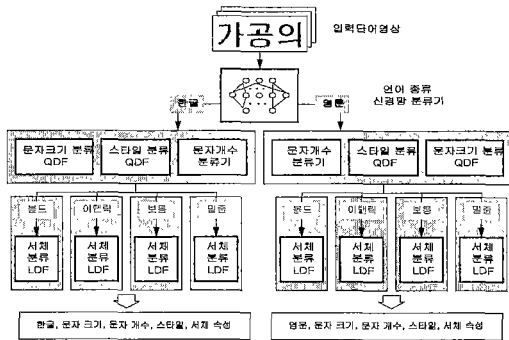 가공의
입력단어영상
언어 종류
신경망 분류기
한글
영문
문자크기 분류
QDF
스타일 분류
QDF
문자개수
분류기
문자개수
분류기
스타일 분류
QDF
문자크기 분류
QDF
볼드
이탤릭
보통
밑줄
볼드
이탤릭
보통
밑줄
서체
분류
LDF
서체
분류
LDF
서체
분류
LDF
서체
분류
LDF
서체
분류
LDF
서체
분류
LDF
서체
분류
LDF
서체
분류
LDF
한글, 문자 크기, 문자 개수, 스타일, 서체 속성
영문, 문자 크기, 문자 개수, 스타일, 서체 속성